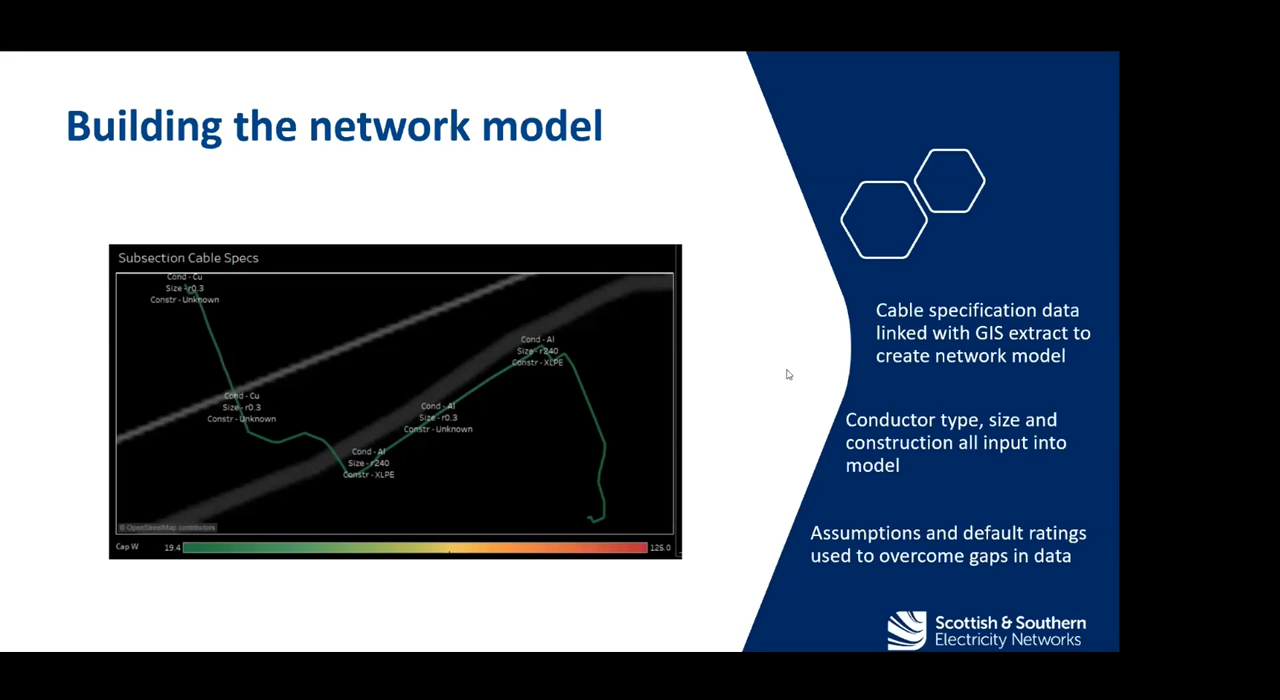 Building the network model
Subsection Cable Specs
Cond - Cu
Size - r0.3
Constr - Unknown
Cond - Cu
Size - r0.3
Constr - Unknown
Cond - Al
Size - r240
Constr - XLPE
Cond - Al
Size - r0.3
Constr - Unknown
Cond - Al
Size - r240
Constr - XLPE
© OpenStreetMap contributors
Cap W
19.4
125.0
Cable specification data
linked with GIS extract to
create network model
Conductor type, size and
construction all input into
model
Assumptions and default ratings
used to overcome gaps in data
Scottish & Southern
Electricity Networks